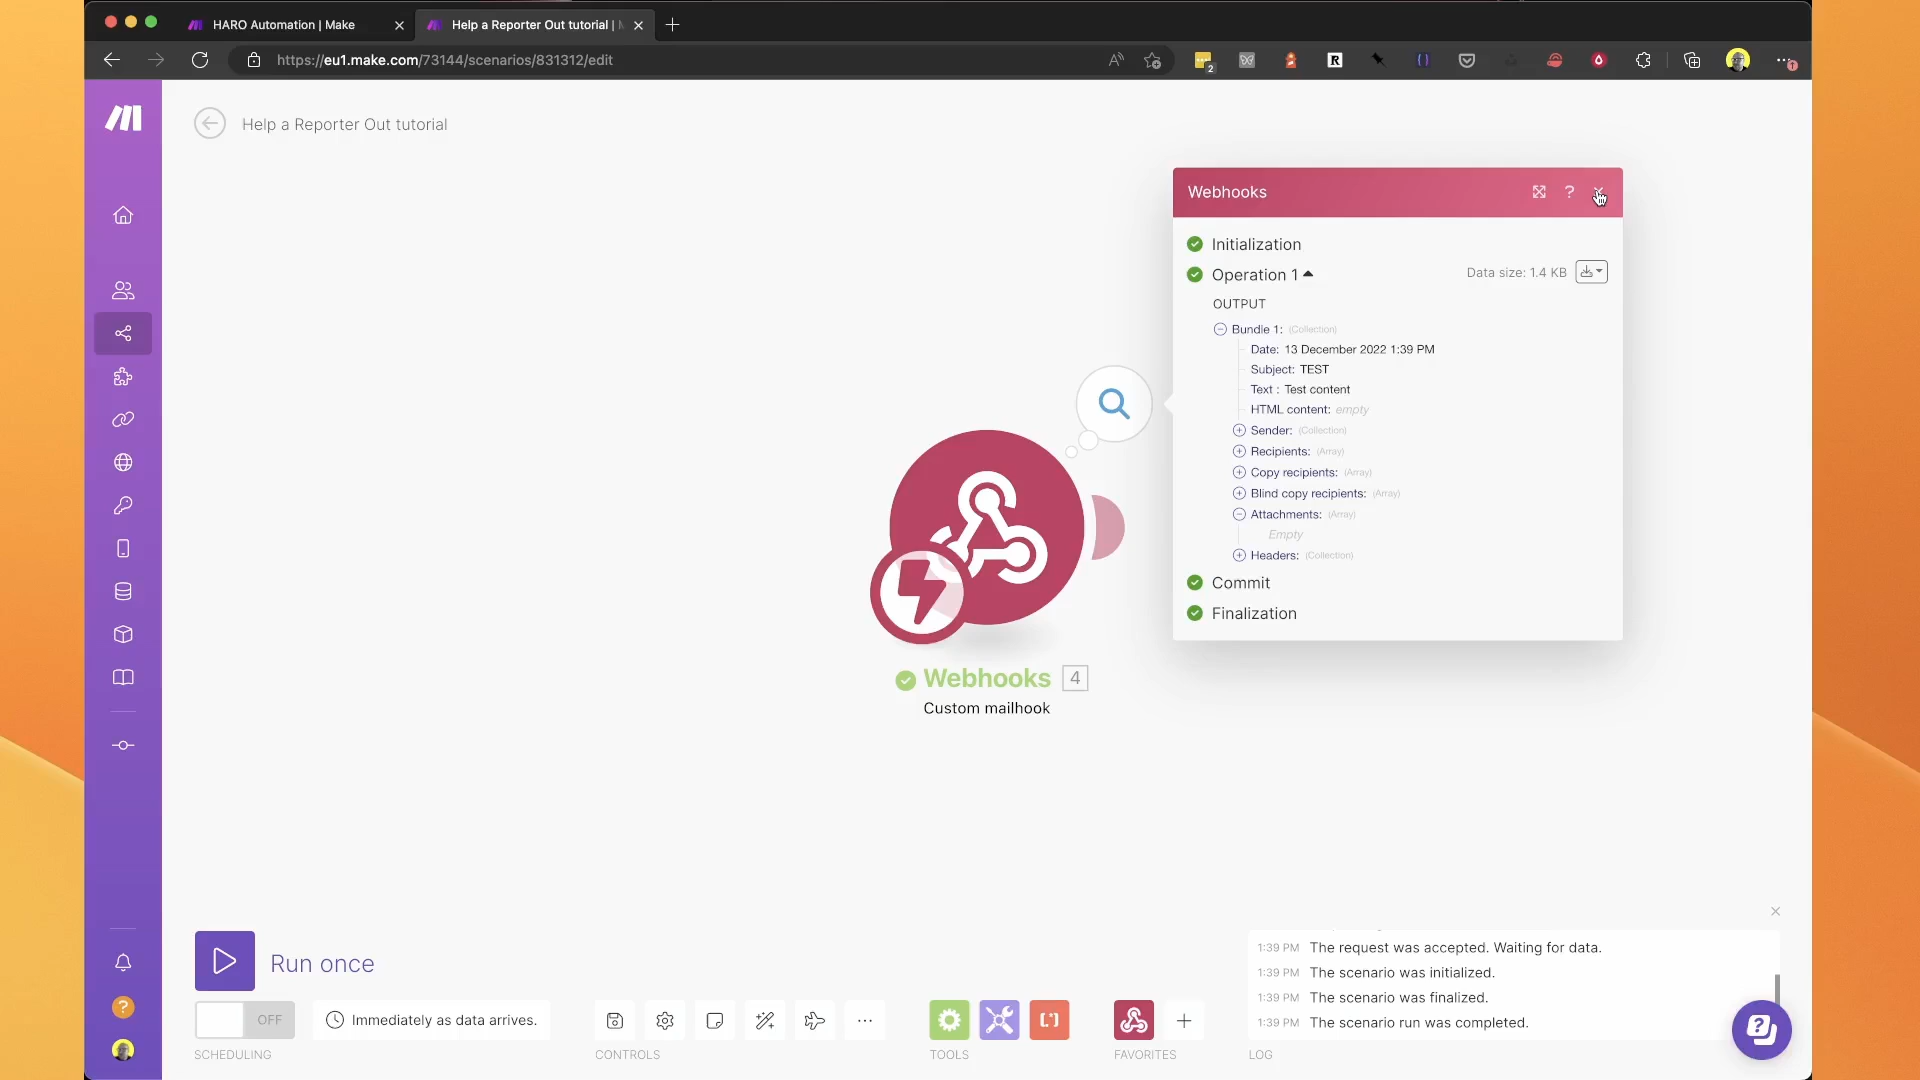 HARO Automation | Make
Help a Reporter Out tutorial |
https://eu1.make.com/73144/scenarios/831312/edit
2
R
Help a Reporter Out tutorial
Webhooks
?
Initialization
Operation 1
Data size: 1.4 KB
OUTPUT
Bundle 1: (Collection)
Date: 13 December 2022 1:39 PM
Subject: TEST
Text : Test content
HTML content: empty
Sender: (Collection)
Recipients: (Array)
Copy recipients: (Array)
Blind copy recipients: (Array)
Attachments: (Array)
Empty
Headers: (Collection)
Commit
Finalization
Webhooks 4
Custom mailhook
Run once
1:39 PM The request was accepted. Waiting for data.
1:39 PM The scenario was initialized.
1:39 PM The scenario was finalized.
1:39 PM The scenario run was completed.
OFF
Immediately as data arrives.
SCHEDULING
CONTROLS
TOOLS
FAVORITES
LOG
?
?